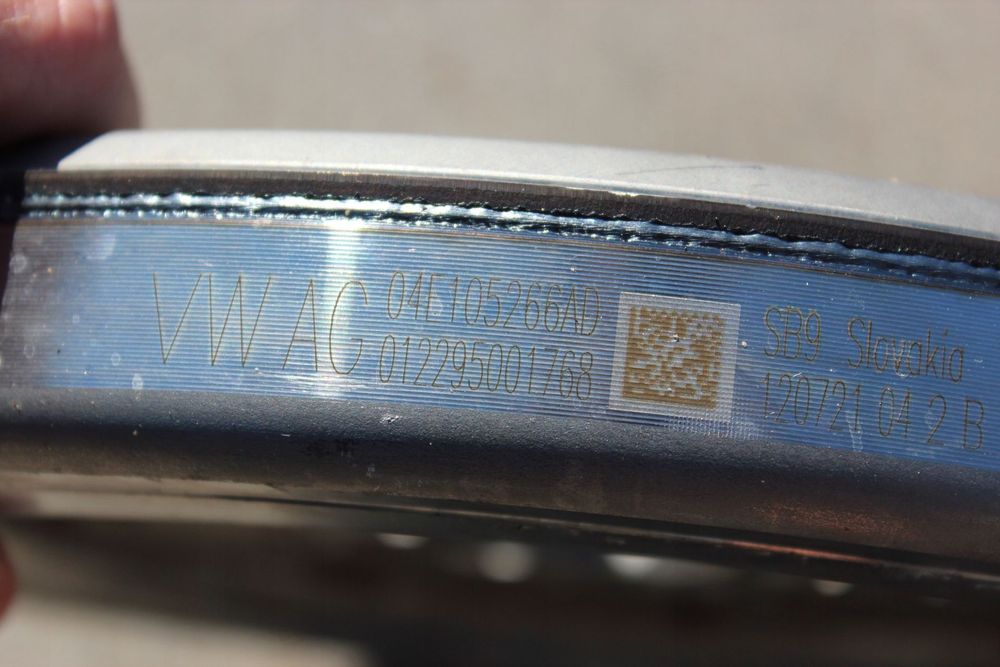 VW AG
04E105266AD
012295001768
SB9 Slovakia
120721 04 2 B